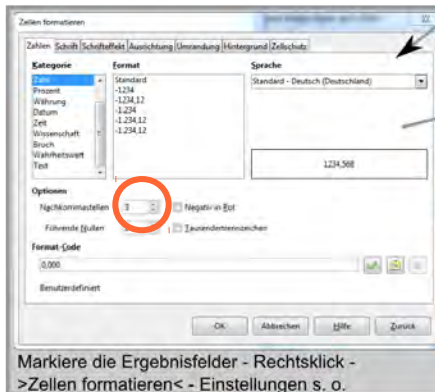 Zellen formatieren
Zahlen Schrift Schrifteffekt Ausrichtung Umrandung Hintergrund Zellschutz
Kategorie Format Sprache
Zahl
Prozent
Währung
Datum
Zeit
Wissenschaft
Bruch
Wahrheitswert
Text
Standard
-1234
-1234,12
-1.234
-1.234,12
-1.234,12
Standard - Deutsch (Deutschland)
1234,568
Optionen
Nachkommastellen 3 Negativ in Rot
Führende Nullen Tausendertrennzeichen
Format-Code
0,000
Benutzerdefiniert
OK Abbrechen Hilfe Zurück
Markiere die Ergebnisfelder - Rechtsklick -
>Zellen formatieren< - Einstellungen s. o.